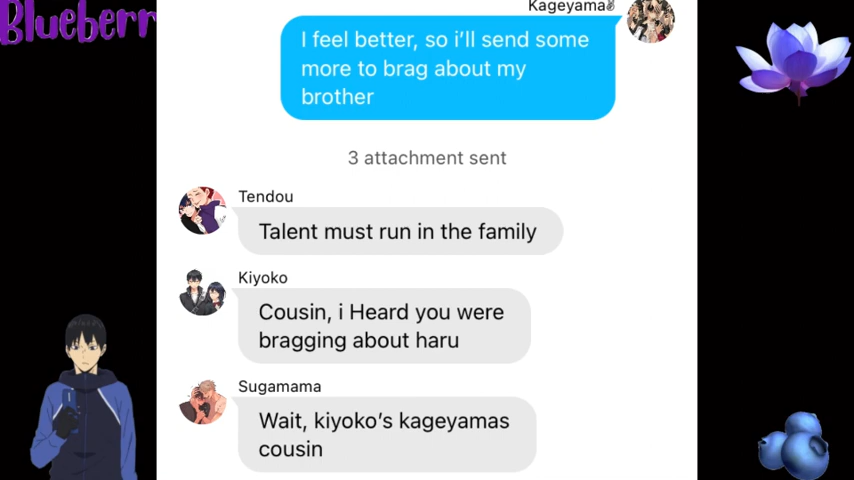 Blueberr
Kageyama✌
I feel better, so i'll send some
more to brag about my
brother
3 attachment sent
Tendou
Talent must run in the family
Kiyoko
Cousin, i Heard you were
bragging about haru
Sugamama
Wait, kiyoko's kageyamas
cousin